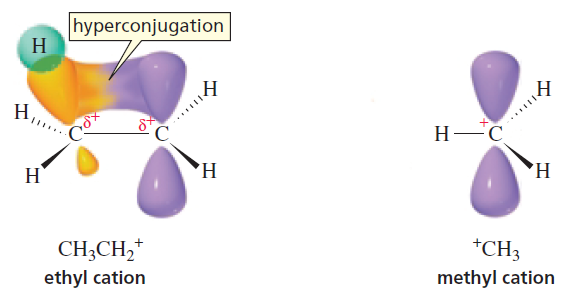 hyperconjugation
H
H
H
δ+
C
δ+
C
H
H
CH₃CH₂⁺
ethyl cation
H
+
C
H
H
⁺CH₃
methyl cation